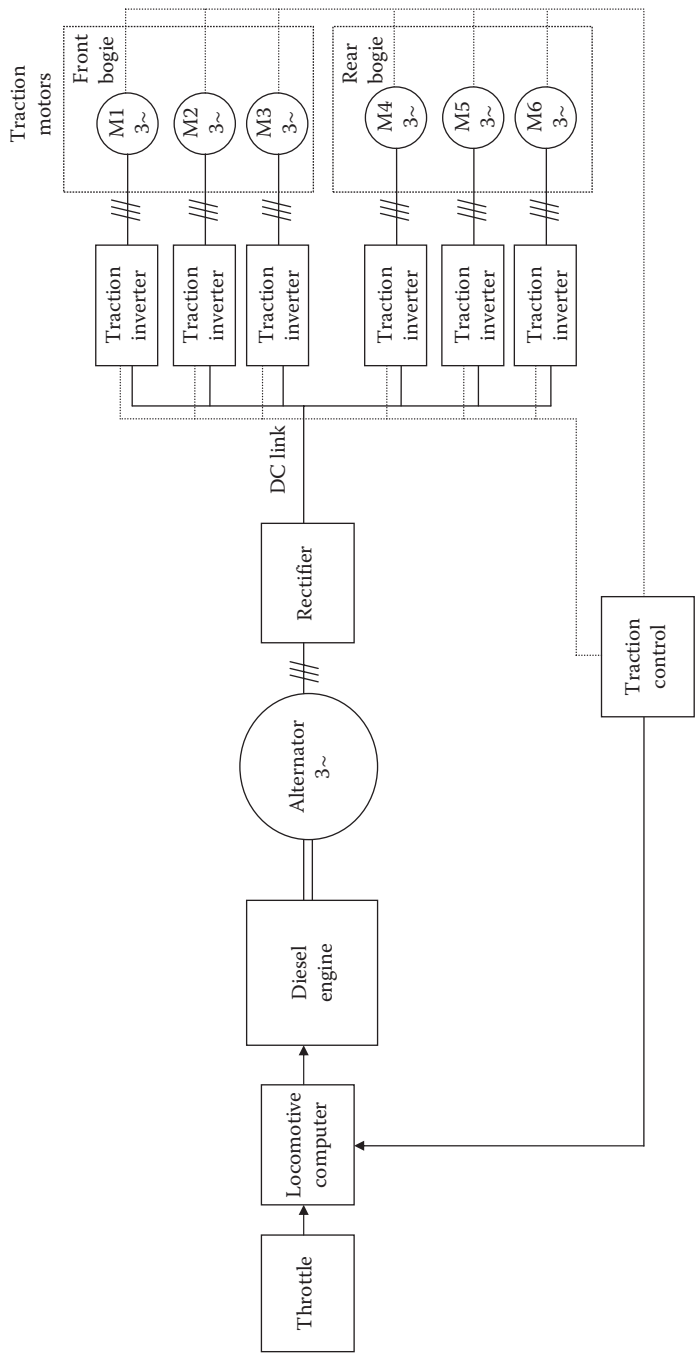 Throttle
Locomotive
computer
Diesel
engine
Alternator
3~
Rectifier
DC link
Traction
inverter
Traction
inverter
Traction
inverter
Traction
inverter
Traction
inverter
Traction
inverter
Traction
motors
Front
bogie
M1
3~
M2
3~
M3
3~
Rear
bogie
M4
3~
M5
3~
M6
3~
Traction
control